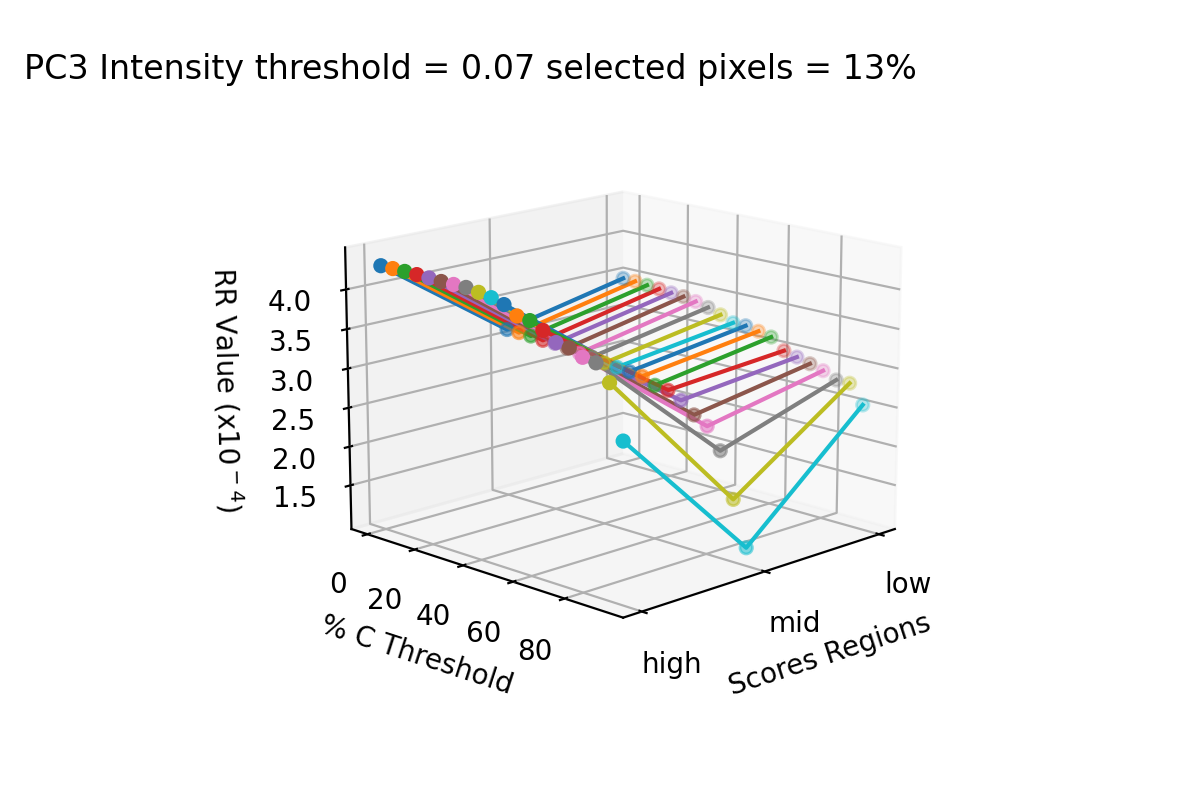 PC3 Intensity threshold = 0.07 selected pixels = 13%
RR Value (x10⁻⁴)
4.0
3.5
3.0
2.5
2.0
1.5
0
20
40
60
80
% C Threshold
high
mid
low
Scores Regions